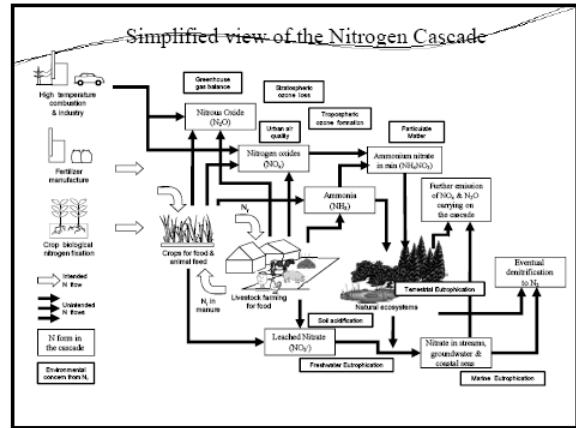 Simplified view of the Nitrogen Cascade
High temperature
combustion
& industry
Greenhouse
gas balance
Stratospheric
ozone loss
Tropospheric
ozone formation
Particulate
Matter
Nitrous Oxide
(N₂O)
Urban air
quality
Nitrogen oxides
(NOₓ)
Ammonium nitrate
in rain (NH₄NO₃)
Fertilizer
manufacture
Ammonia
(NH₃)
Further emission
of NOₓ & N₂O
carrying on
the cascade
Crop biological
nitrogen fixation
Nᵣ
Crops for food &
animal feed
Eventual
denitrification
to N₂
Intended
N flow
Unintended
N flows
Nᵣ in
manure
Livestock farming
for food
Terrestrial Eutrophication
Natural ecosystems
Soil acidification
N form in
the cascade
Leached Nitrate
(NO₃⁻)
Nitrate in streams,
groundwater &
coastal seas
Environmental
concern from Nᵣ
Freshwater Eutrophication
Marine Eutrophication